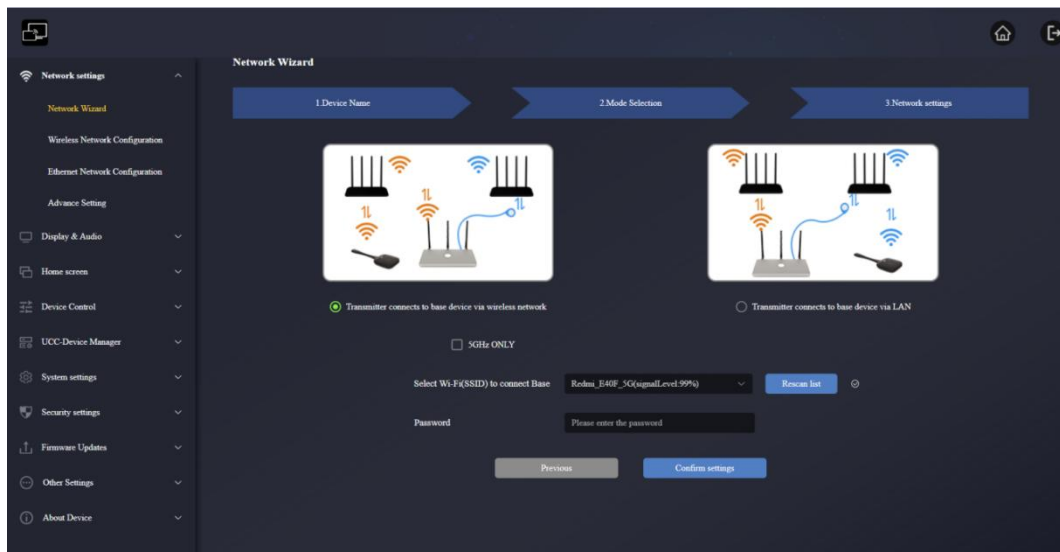 Network Wizard
Network settings
Network Wizard
Wireless Network Configuration
Ethernet Network Configuration
Advance Setting
Display & Audio
Home screen
Device Control
UCC-Device Manager
System settings
Security settings
Firmware Updates
Other Settings
About Device
1.Device Name
2.Mode Selection
3.Network settings
Transmitter connects to base device via wireless network
Transmitter connects to base device via LAN
5GHz ONLY
Select Wi-Fi(SSID) to connect Base
Redmi_E40F_5G(signalLevel:99%)
Rescan list
Password
Please enter the password
Previous
Confirm settings